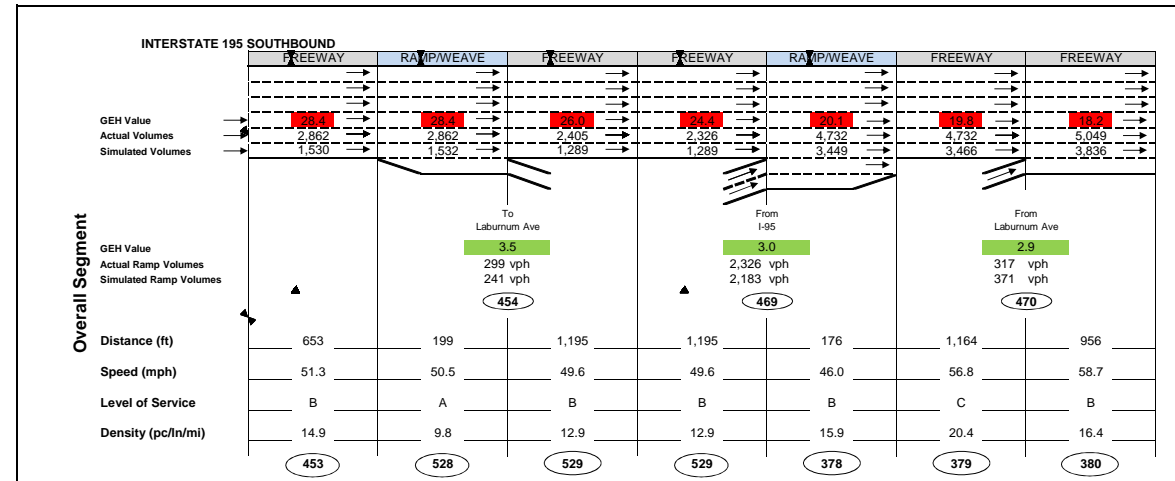 INTERSTATE 195 SOUTHBOUND
FREEWAY RAMP/WEAVE FREEWAY FREEWAY RAMP/WEAVE FREEWAY FREEWAY
GEH Value 28.4 28.4 26.0 24.4 20.1 19.8 18.2
Actual Volumes 2,862 2,862 2,405 2,326 4,732 4,732 5,049
Simulated Volumes 1,530 1,532 1,289 1,289 3,449 3,466 3,836
To From From
Laburnum Ave I-95 Laburnum Ave
GEH Value 3.5 3.0 2.9
Actual Ramp Volumes 299 vph 2,326 vph 317 vph
Simulated Ramp Volumes 241 vph 2,183 vph 371 vph
454 469 470
Overall Segment
Distance (ft) 653 199 1,195 1,195 176 1,164 956
Speed (mph) 51.3 50.5 49.6 49.6 46.0 56.8 58.7
Level of Service B A B B B C B
Density (pc/ln/mi) 14.9 9.8 12.9 12.9 15.9 20.4 16.4
453 528 529 529 378 379 380